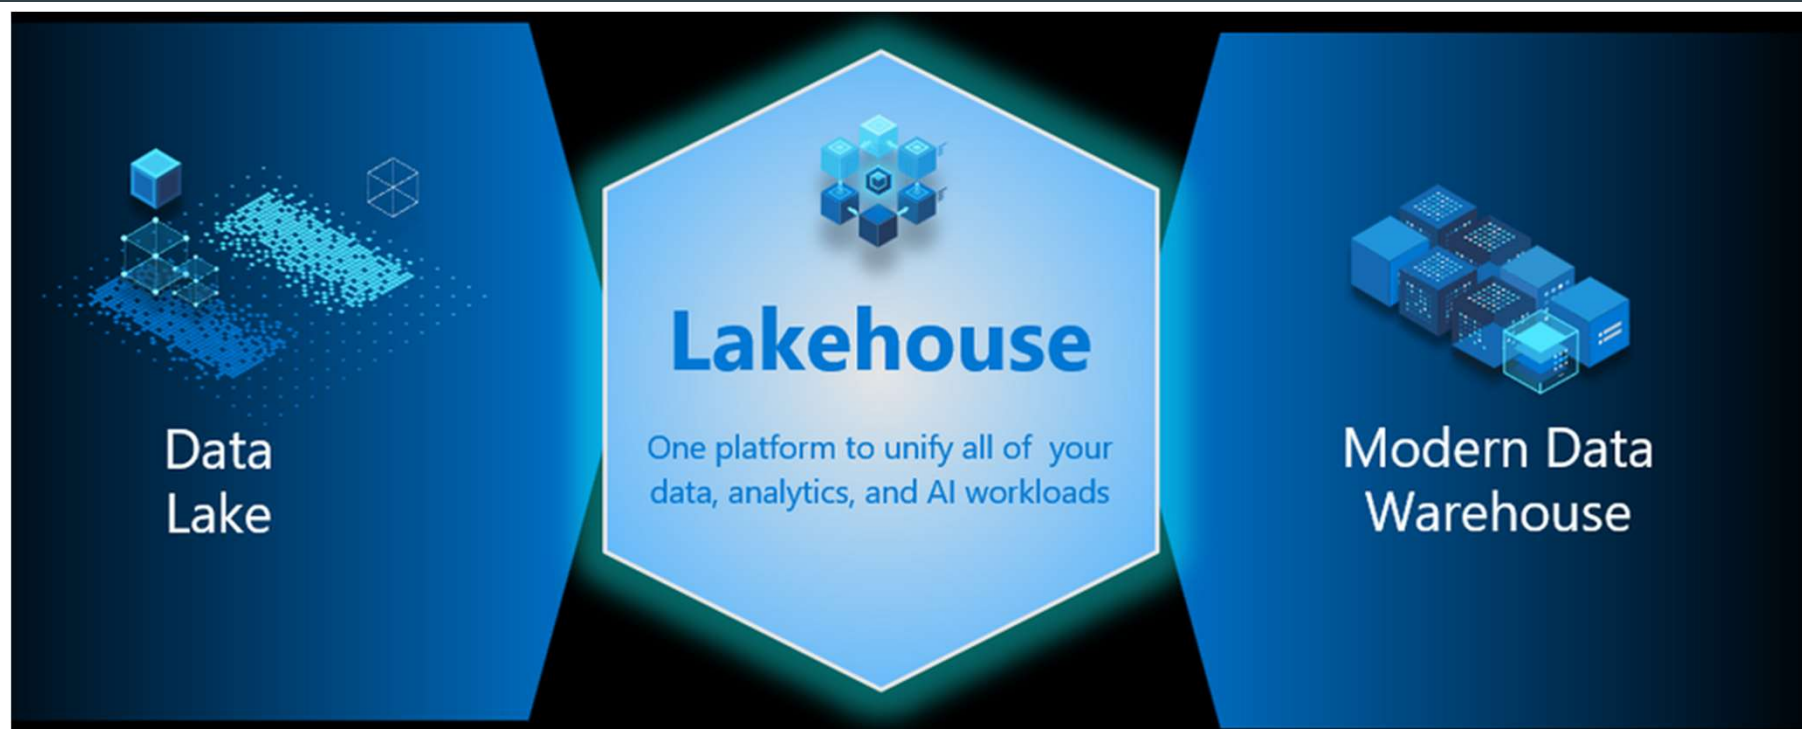 Data
Lake
Lakehouse
One platform to unify all of your
data, analytics, and AI workloads
Modern Data
Warehouse